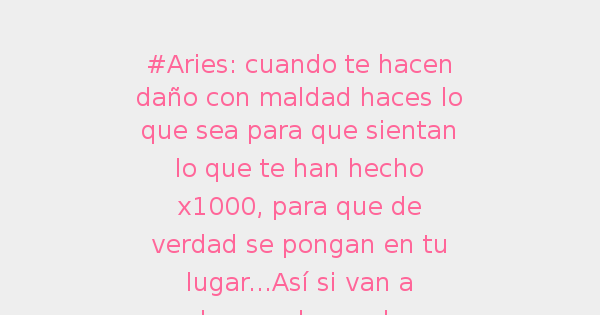 #Aries: cuando te hacen
daño con maldad haces lo
que sea para que sientan
lo que te han hecho
x1000, para que de
verdad se pongan en tu
lugar...Así si van a